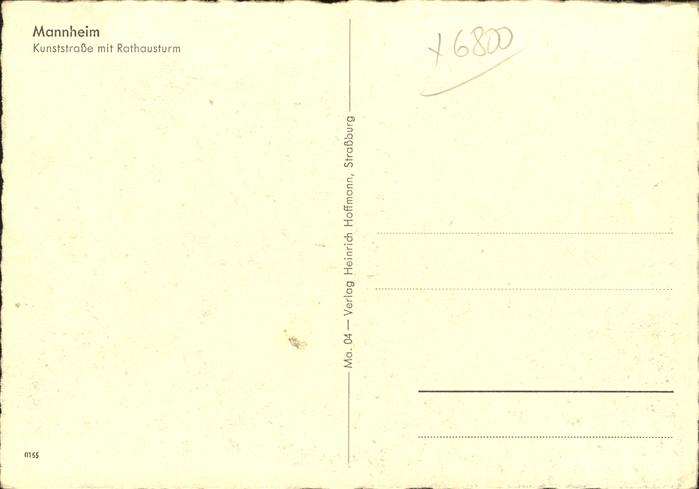 Mannheim
Kunststraße mit Rathausturm
x 6800
Ma. 04 — Verlag Heinrich Hoffmann, Straßburg
0155